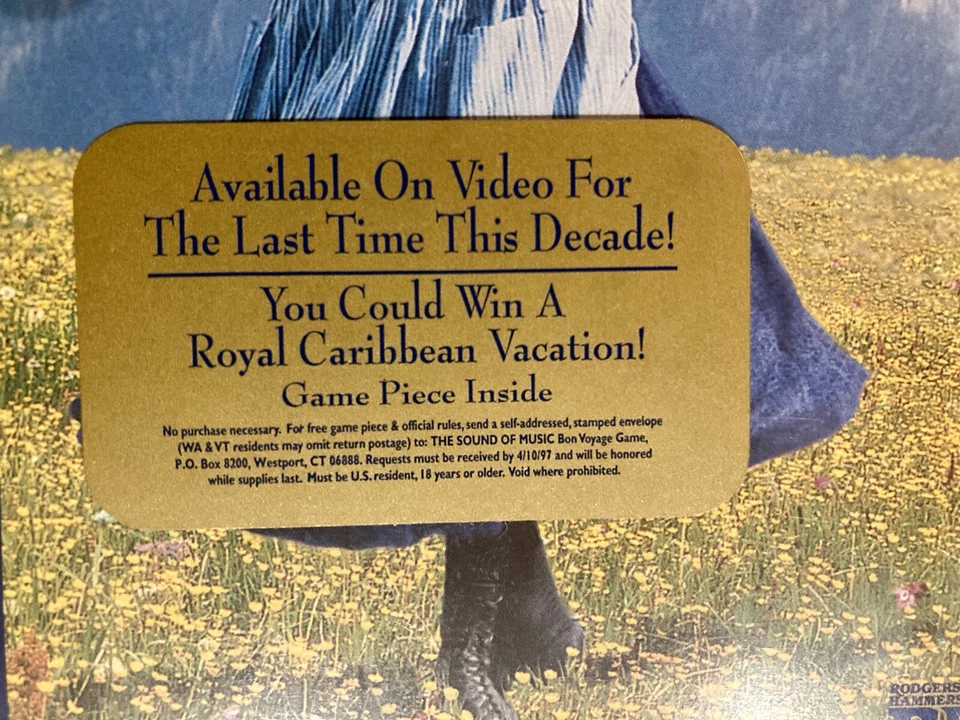 Available On Video For
The Last Time This Decade!
You Could Win A
Royal Caribbean Vacation!
Game Piece Inside
No purchase necessary. For free game piece & official rules, send a self-addressed, stamped envelope
(WA & VT residents may omit return postage) to: THE SOUND OF MUSIC Bon Voyage Game,
P.O. Box 8200, Westport, CT 06888. Requests must be received by 4/10/97 and will be honored
while supplies last. Must be U.S. resident, 18 years or older. Void where prohibited.
RODGERS
HAMMERS